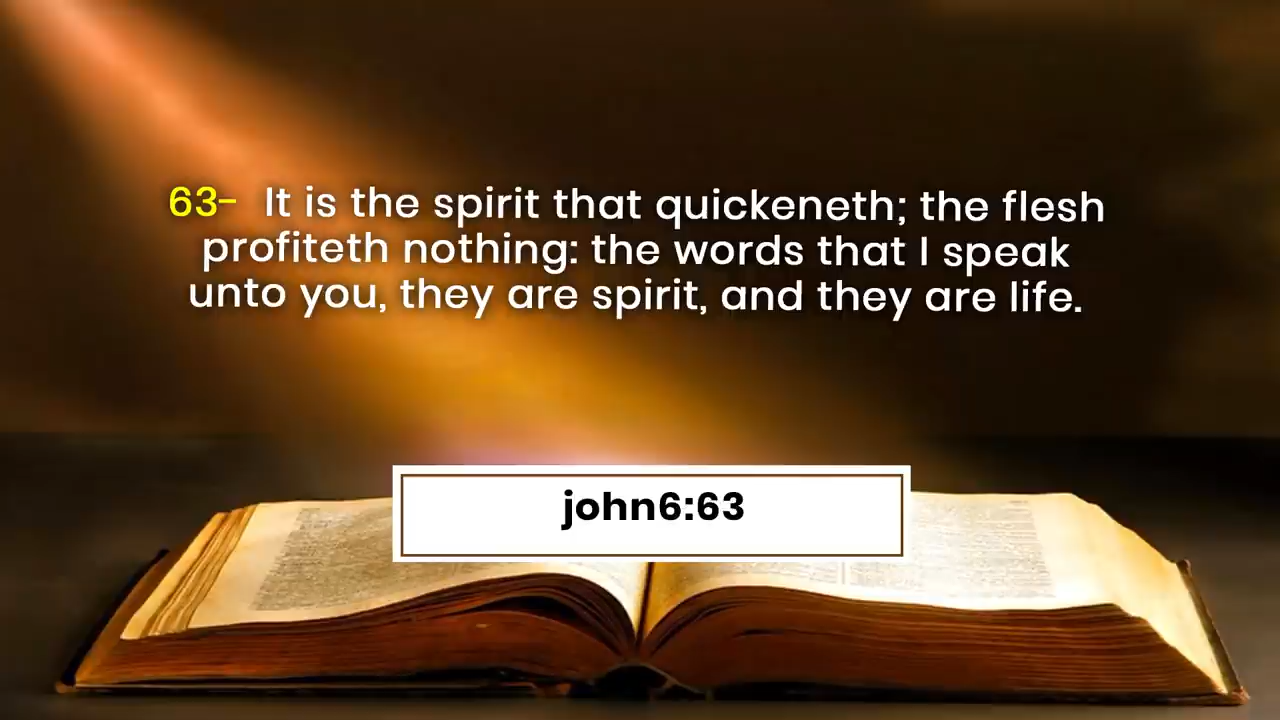 63- It is the spirit that quickeneth; the flesh
profiteth nothing: the words that I speak
unto you, they are spirit, and they are life.
john6:63